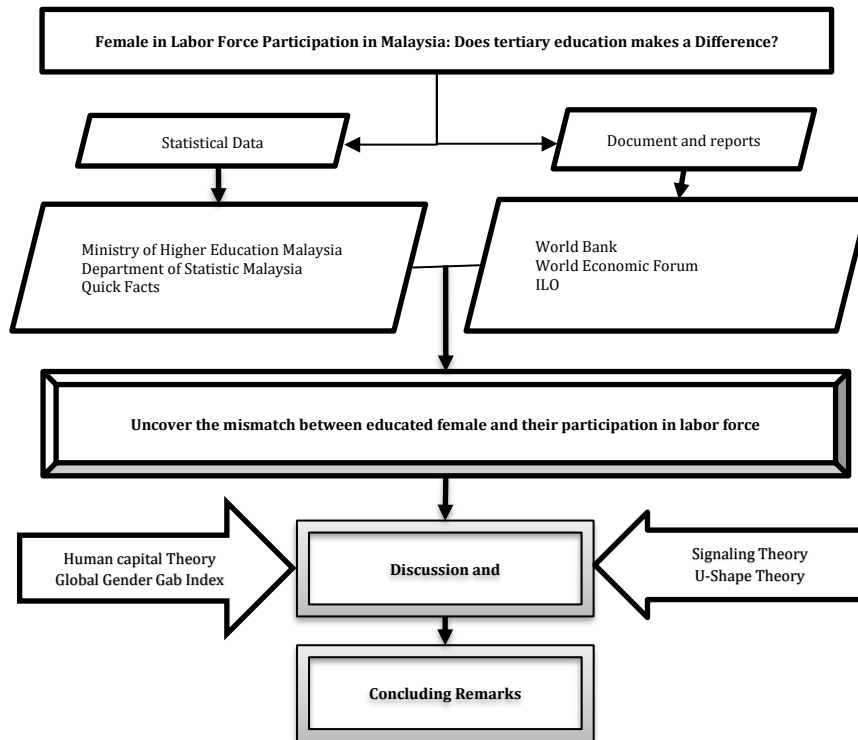 Female in Labor Force Participation in Malaysia: Does tertiary education makes a Difference?
Statistical Data
Document and reports
Ministry of Higher Education Malaysia
Department of Statistic Malaysia
Quick Facts
World Bank
World Economic Forum
ILO
Uncover the mismatch between educated female and their participation in labor force
Human capital Theory
Global Gender Gab Index
Discussion and
Signaling Theory
U-Shape Theory
Concluding Remarks